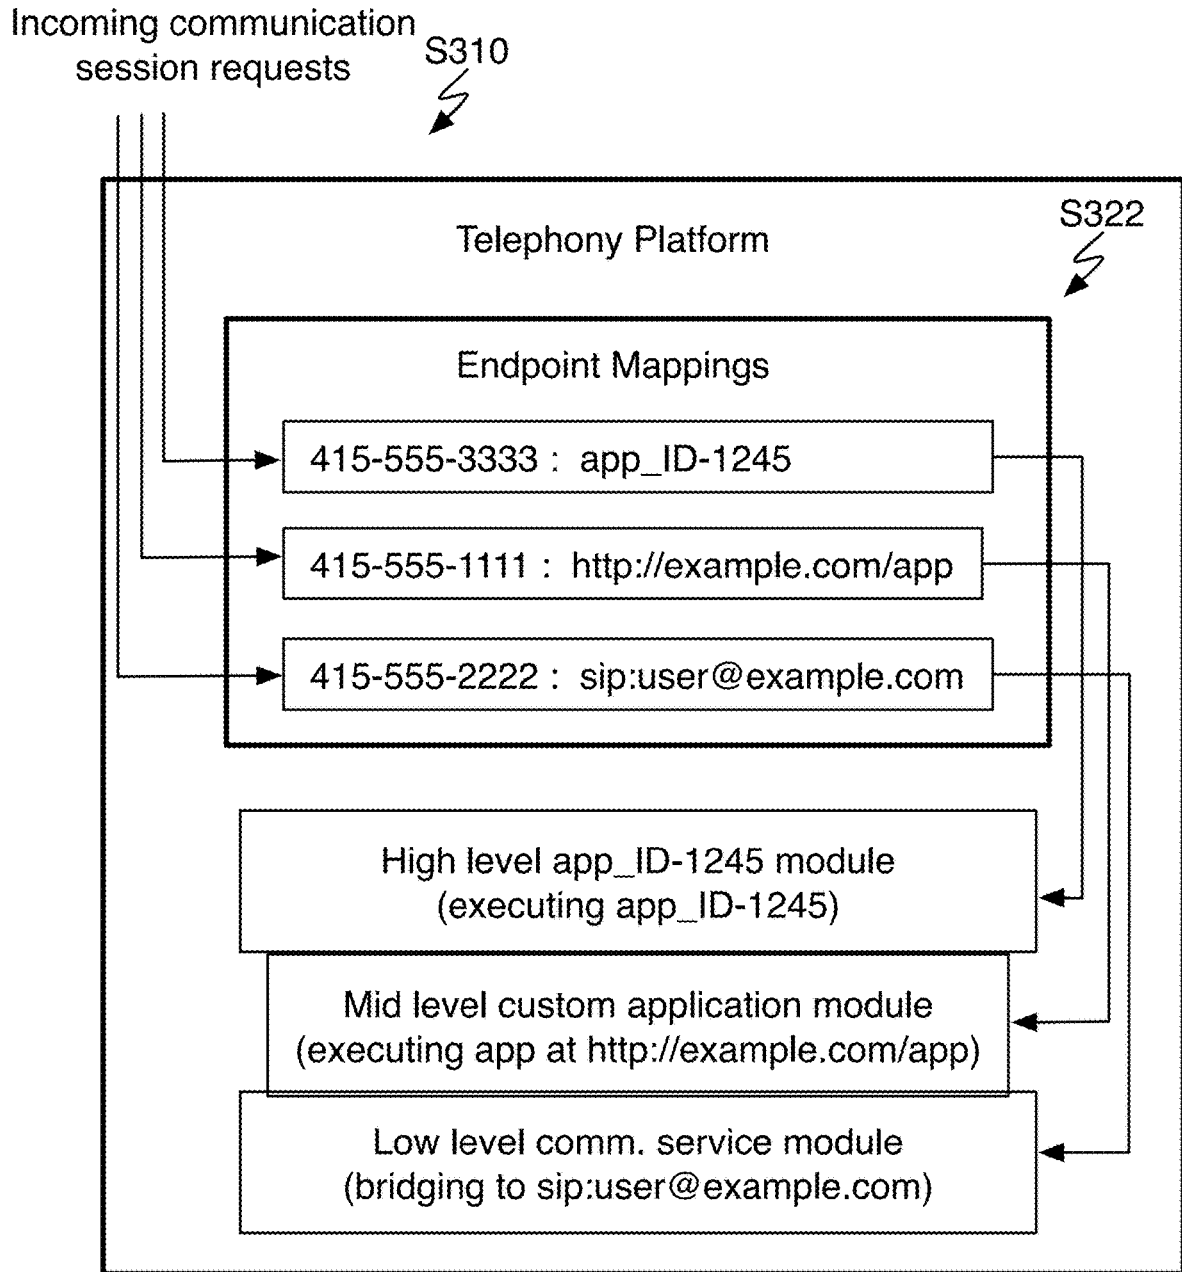 Incoming communication
session requests
S310
S322
Telephony Platform
Endpoint Mappings
415-555-3333 : app_ID-1245
415-555-1111 : http://example.com/app
415-555-2222 : sip:user@example.com
High level app_ID-1245 module
(executing app_ID-1245)
Mid level custom application module
(executing app at http://example.com/app)
Low level comm. service module
(bridging to sip:user@example.com)